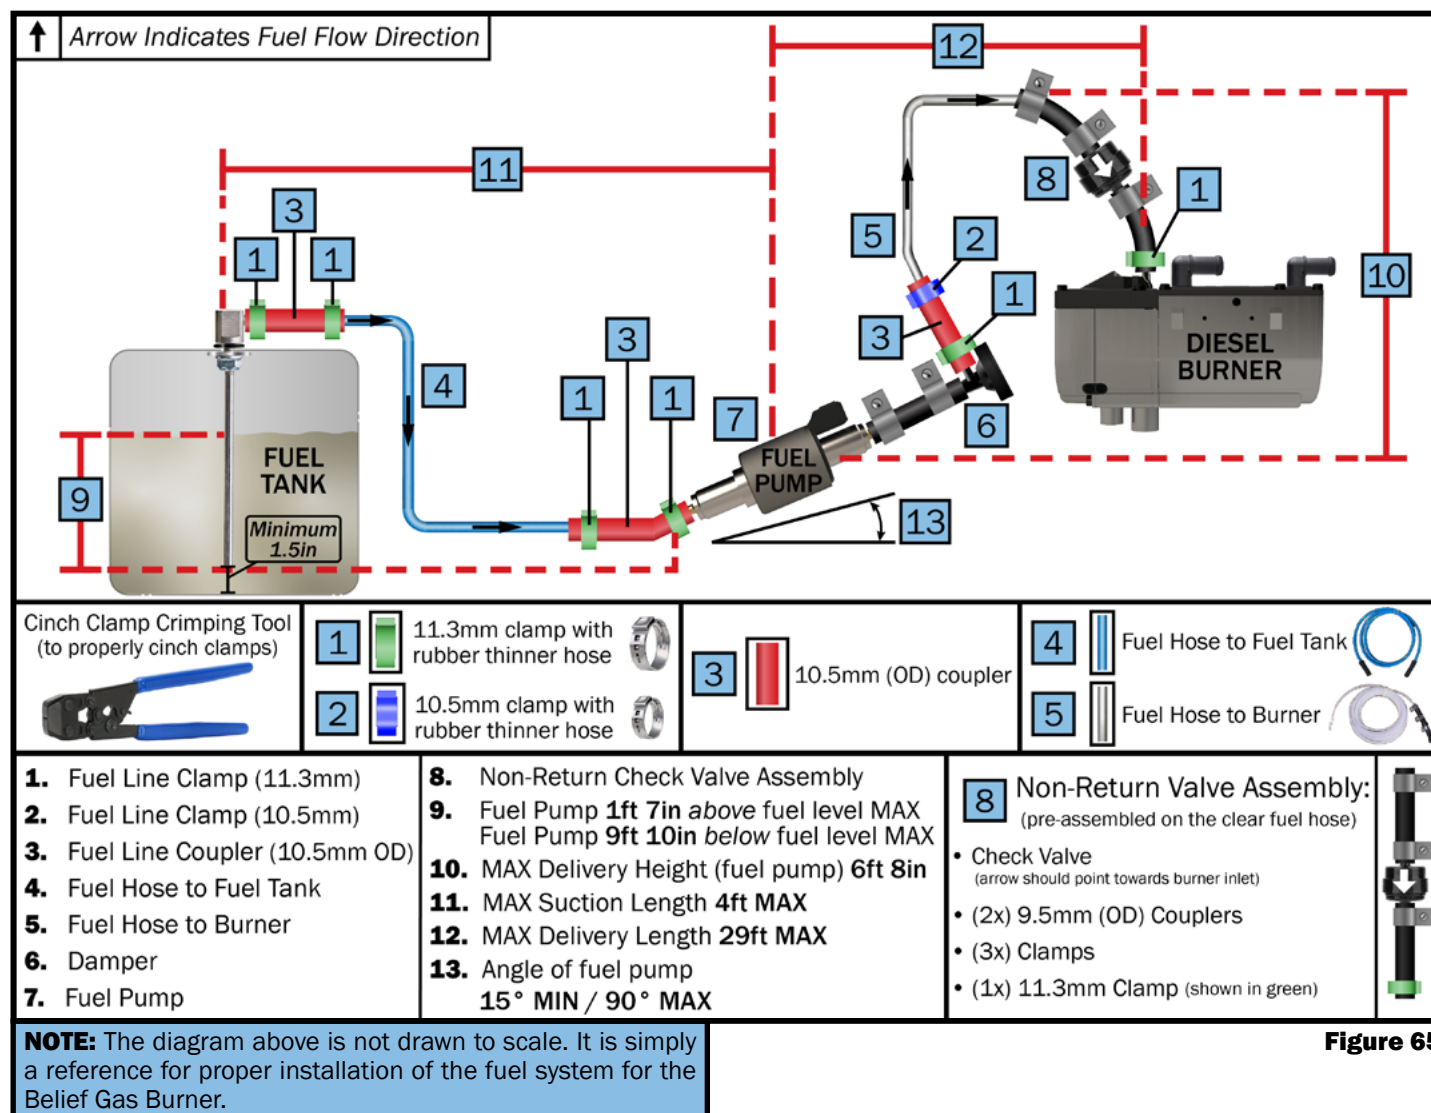 Arrow Indicates Fuel Flow Direction
12
11
8
1
3
5
2
1
1
10
1
3
3
DIESEL
BURNER
4
1
1
7
6
FUEL
TANK
FUEL
PUMP
9
Minimum
1.5in
13
Cinch Clamp Crimping Tool
(to properly cinch clamps)
1
11.3mm clamp with
rubber thinner hose
2
10.5mm clamp with
rubber thinner hose
3
10.5mm (OD) coupler
4
Fuel Hose to Fuel Tank
5
Fuel Hose to Burner
1. Fuel Line Clamp (11.3mm)
2. Fuel Line Clamp (10.5mm)
3. Fuel Line Coupler (10.5mm OD)
4. Fuel Hose to Fuel Tank
5. Fuel Hose to Burner
6. Damper
7. Fuel Pump
8. Non-Return Check Valve Assembly
9. Fuel Pump 1ft 7in above fuel level MAX
Fuel Pump 9ft 10in below fuel level MAX
10. MAX Delivery Height (fuel pump) 6ft 8in
11. MAX Suction Length 4ft MAX
12. MAX Delivery Length 29ft MAX
13. Angle of fuel pump
15° MIN / 90° MAX
8
Non-Return Valve Assembly:
(pre-assembled on the clear fuel hose)
• Check Valve
(arrow should point towards burner inlet)
• (2x) 9.5mm (OD) Couplers
• (3x) Clamps
• (1x) 11.3mm Clamp (shown in green)
NOTE: The diagram above is not drawn to scale. It is simply
a reference for proper installation of the fuel system for the
Belief Gas Burner.
Figure 65